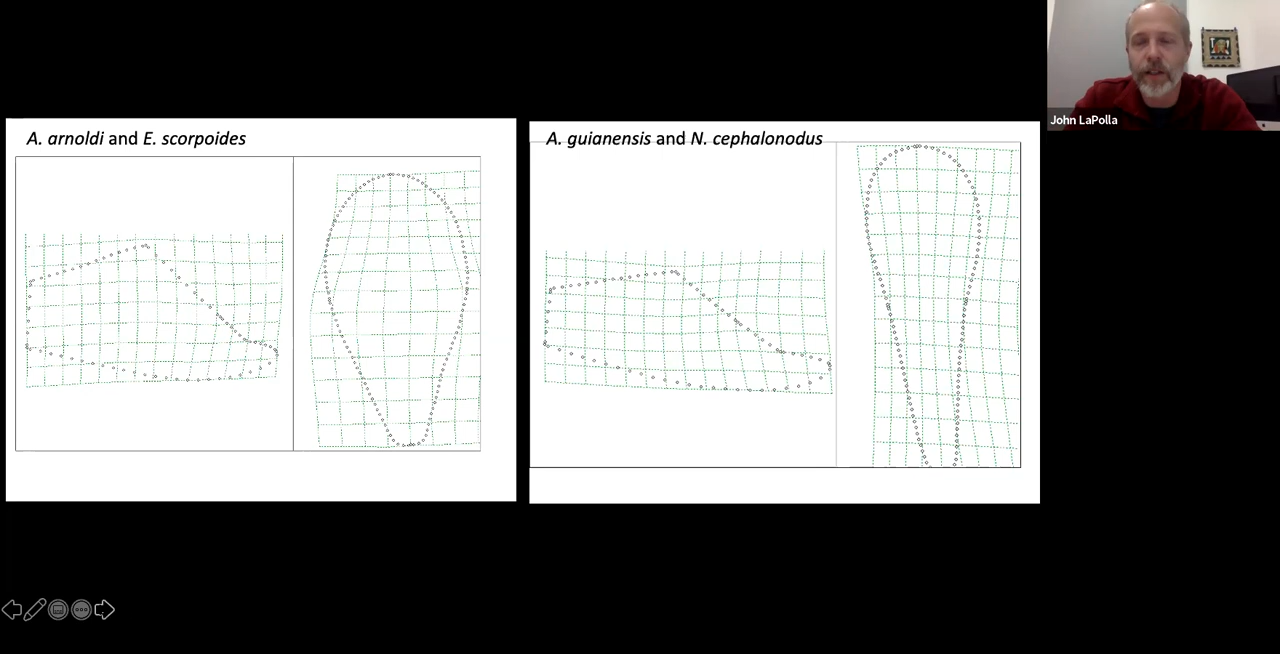 A. arnoldi and E. scorpoides
A. guianensis and N. cephalonodus
John LaPolla